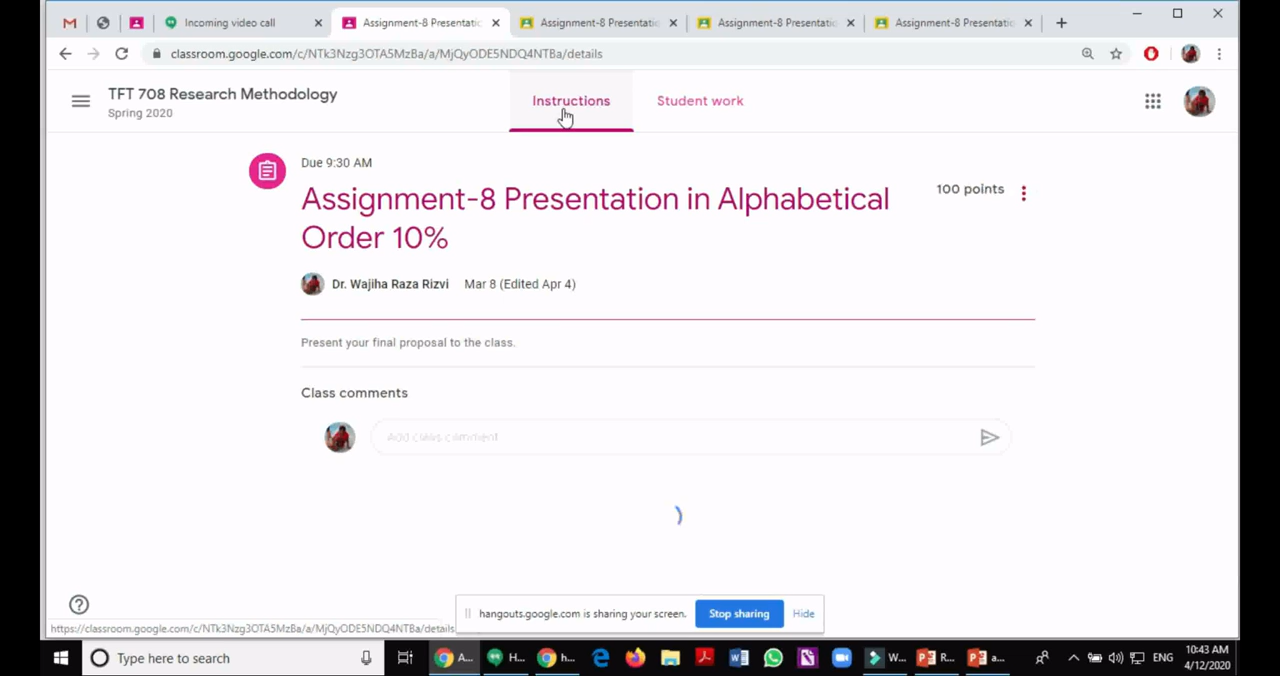 Incoming video call
Assignment-8 Presentatic
Assignment-8 Presentatic
Assignment-8 Presentatic
Assignment-8 Presentatic
classroom.google.com/c/NTk3Nzg3OTA5MzBa/a/MjQyODE5NDQ4NTBa/details
TFT 708 Research Methodology
Spring 2020
Instructions
Student work
Due 9:30 AM
Assignment-8 Presentation in Alphabetical
Order 10%
100 points
Dr. Wajiha Raza Rizvi Mar 8 (Edited Apr 4)
Present your final proposal to the class.
Class comments
Add class comment
hangouts.google.com is sharing your screen.
Stop sharing
Hide
https://classroom.google.com/c/NTk3Nzg3OTA5MzBa/a/MjQyODE5NDQ4NTBa/details
Type here to search
A...
H...
h...
W...
R...
a...
ENG
10:43 AM
4/12/2020